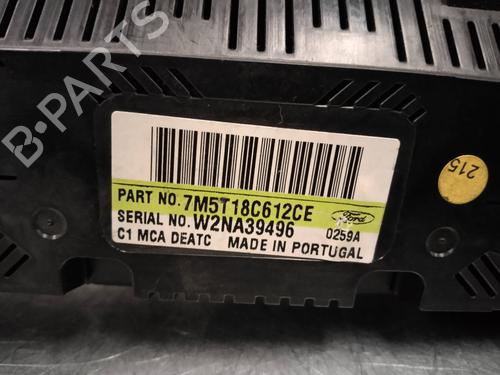 B-PARTS
215
PART NO. 7M5T18C612CE
Ford
SERIAL NO. W2NA39496
0259A
C1 MCA DEATC MADE IN PORTUGAL